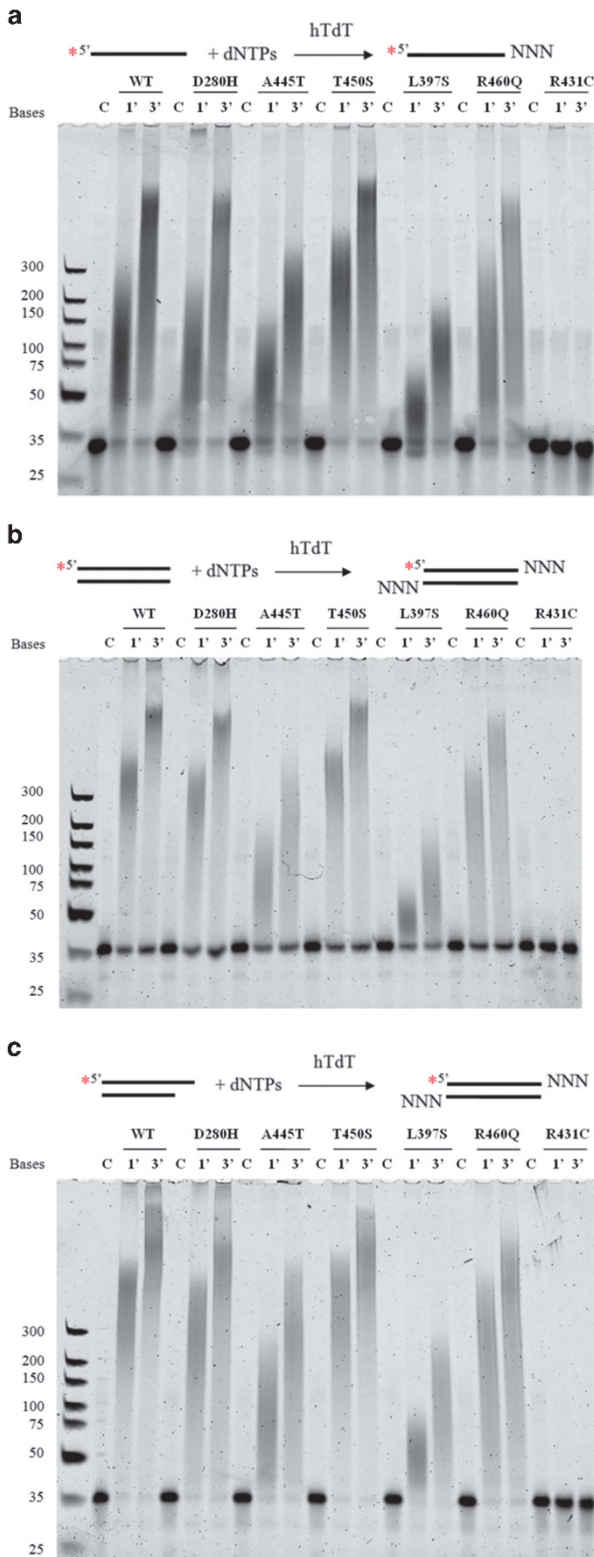 a
hTdT
*5' + dNTPs *5' NNN
WT D280H A445T T450S L397S R460Q R431C
Bases C 1' 3' C 1' 3' C 1' 3' C 1' 3' C 1' 3' C 1' 3' C 1' 3'
300
200
150
100
75
50
35
25
b
hTdT
*5' + dNTPs *5' NNN
NNN
WT D280H A445T T450S L397S R460Q R431C
Bases C 1' 3' C 1' 3' C 1' 3' C 1' 3' C 1' 3' C 1' 3' C 1' 3'
300
200
150
100
75
50
35
25
c
hTdT
*5' + dNTPs *5' NNN
NNN
WT D280H A445T T450S L397S R460Q R431C
Bases C 1' 3' C 1' 3' C 1' 3' C 1' 3' C 1' 3' C 1' 3' C 1' 3'
300
200
150
100
75
50
35
25